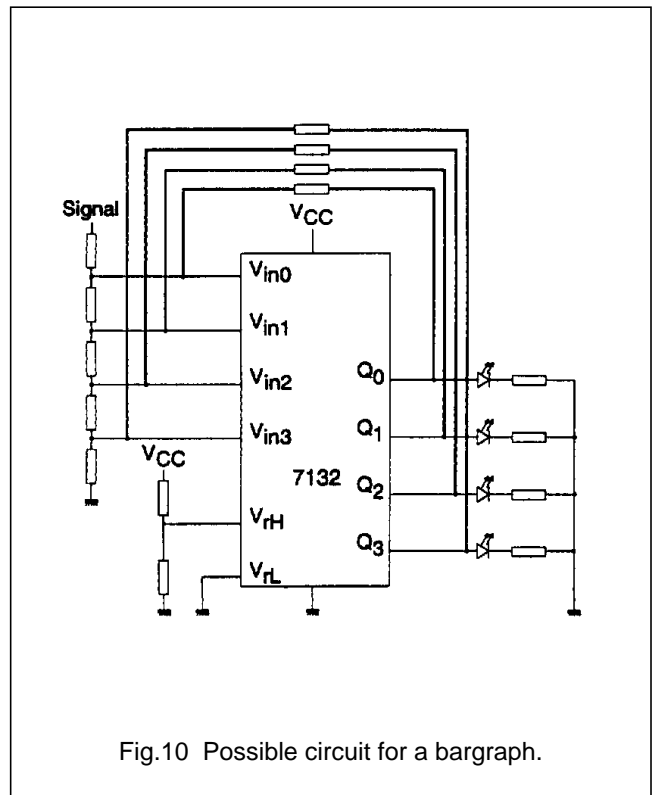 Signal
VCC
Vin0
Vin1
Q0
Vin2
Q1
Vin3
VCC
7132
Q2
VrH
Q3
VrL
Fig.10 Possible circuit for a bargraph.